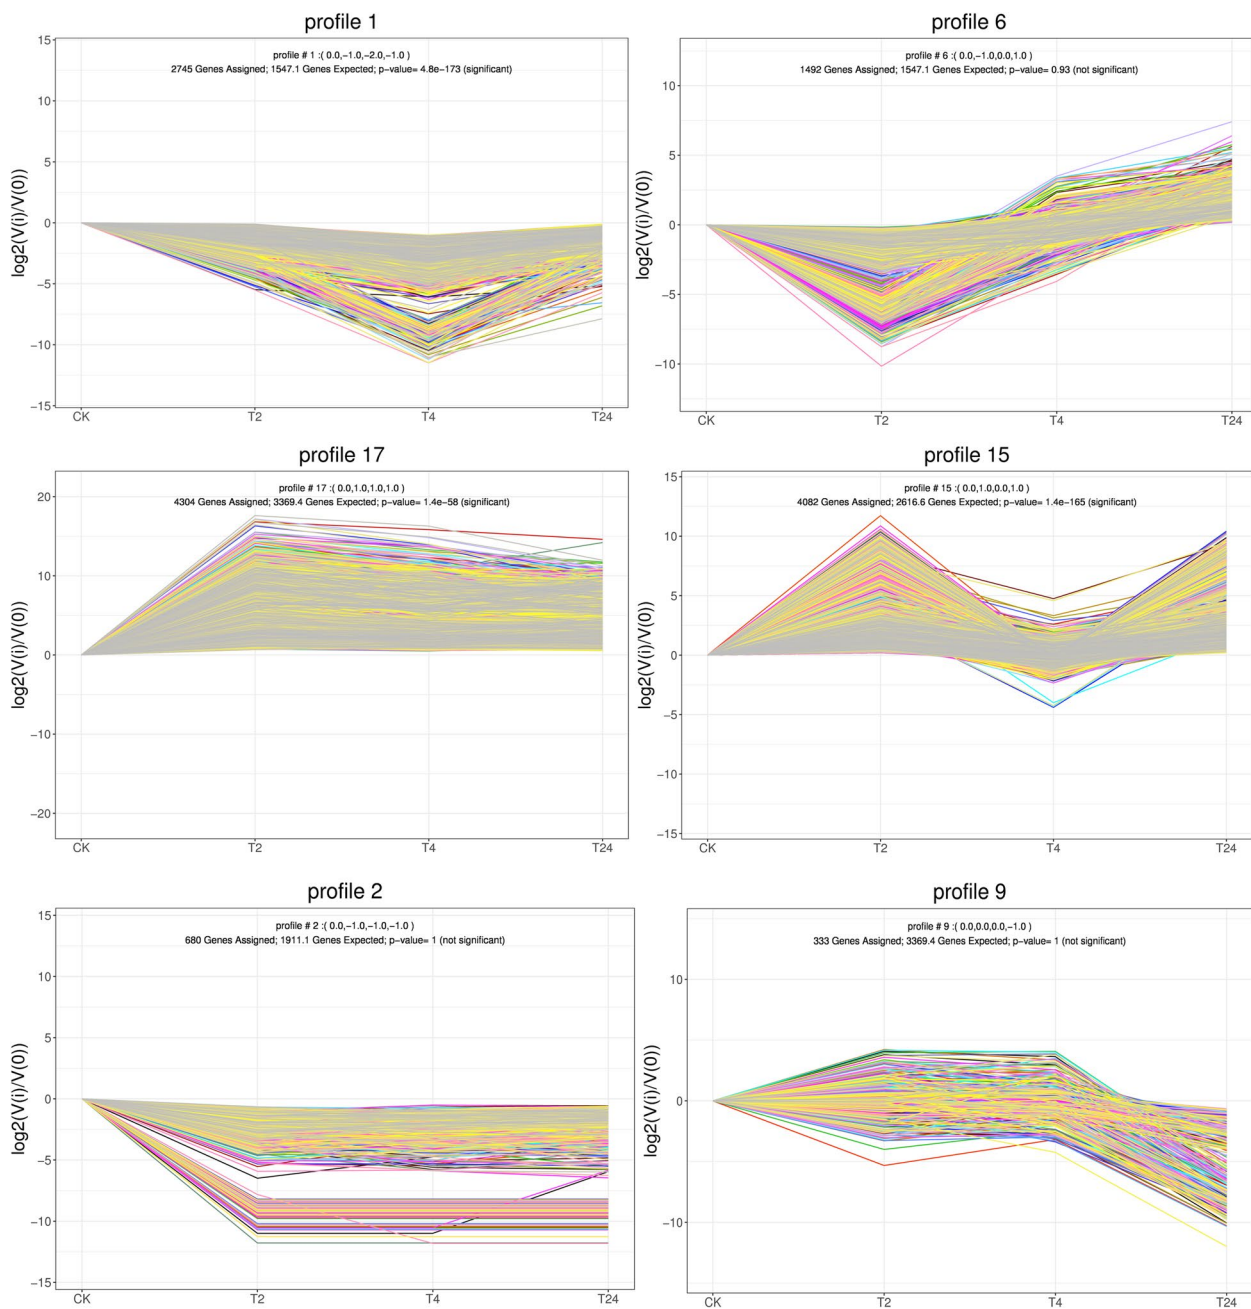 profile 1
profile # 1 :( 0.0,−1.0,−2.0,−1.0 )
2745 Genes Assigned; 1547.1 Genes Expected; p-value= 4.8e−173 (significant)
log2(V(i)/V(0))
15
10
5
0
−5
−10
−15
CK
T2
T4
T24
profile 6
profile # 6 :( 0.0,−1.0,0.0,1.0 )
1492 Genes Assigned; 1547.1 Genes Expected; p-value= 0.93 (not significant)
log2(V(i)/V(0))
10
5
0
−5
−10
CK
T2
T4
T24
profile 17
profile # 17 :( 0.0,1.0,1.0,1.0 )
4304 Genes Assigned; 3369.4 Genes Expected; p-value= 1.4e−58 (significant)
log2(V(i)/V(0))
20
10
0
−10
−20
CK
T2
T4
T24
profile 15
profile # 15 :( 0.0,1.0,0.0,1.0 )
4082 Genes Assigned; 2616.6 Genes Expected; p-value= 1.4e−165 (significant)
log2(V(i)/V(0))
15
10
5
0
−5
−10
−15
CK
T2
T4
T24
profile 2
profile # 2 :( 0.0,−1.0,−1.0,−1.0 )
680 Genes Assigned; 1911.1 Genes Expected; p-value= 1 (not significant)
log2(V(i)/V(0))
15
10
5
0
−5
−10
−15
CK
T2
T4
T24
profile 9
profile # 9 :( 0.0,0.0,0.0,−1.0 )
333 Genes Assigned; 3369.4 Genes Expected; p-value= 1 (not significant)
log2(V(i)/V(0))
10
0
−10
CK
T2
T4
T24